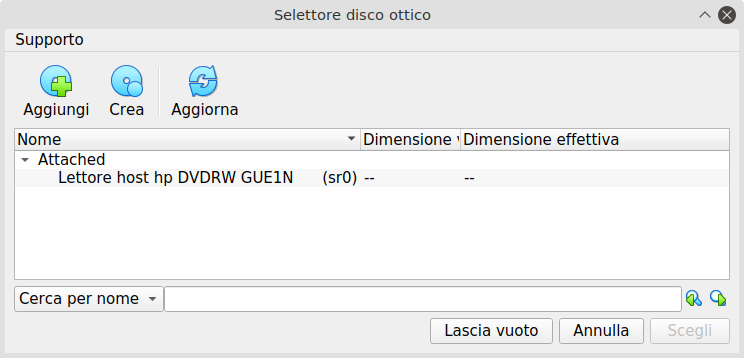 Selettore disco ottico
Supporto
Aggiungi Crea Aggiorna
Nome Dimensione v Dimensione effettiva
Attached
Lettore host hp DVDRW GUE1N (sr0) -- --
Cerca per nome
Lascia vuoto Annulla Scegli